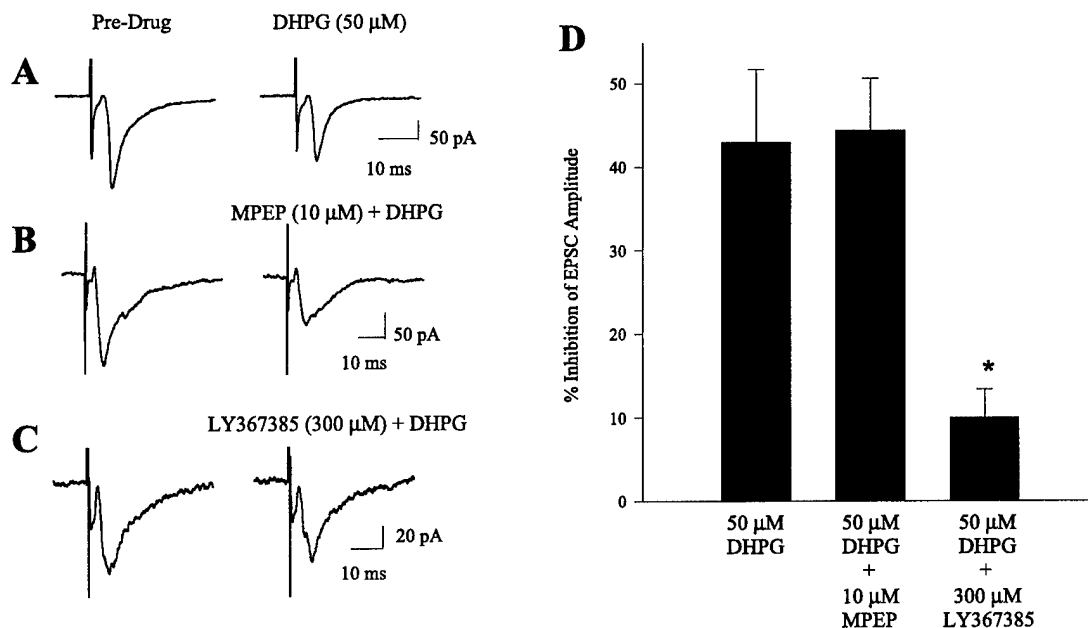 Pre-Drug
DHPG (50 μM)
A
50 pA
10 ms
MPEP (10 μM) + DHPG
B
50 pA
10 ms
LY367385 (300 μM) + DHPG
C
20 pA
10 ms
D
% Inhibition of EPSC Amplitude
50
40
30
20
10
0
*
50 μM
DHPG
50 μM
DHPG
+
10 μM
MPEP
50 μM
DHPG
+
300 μM
LY367385